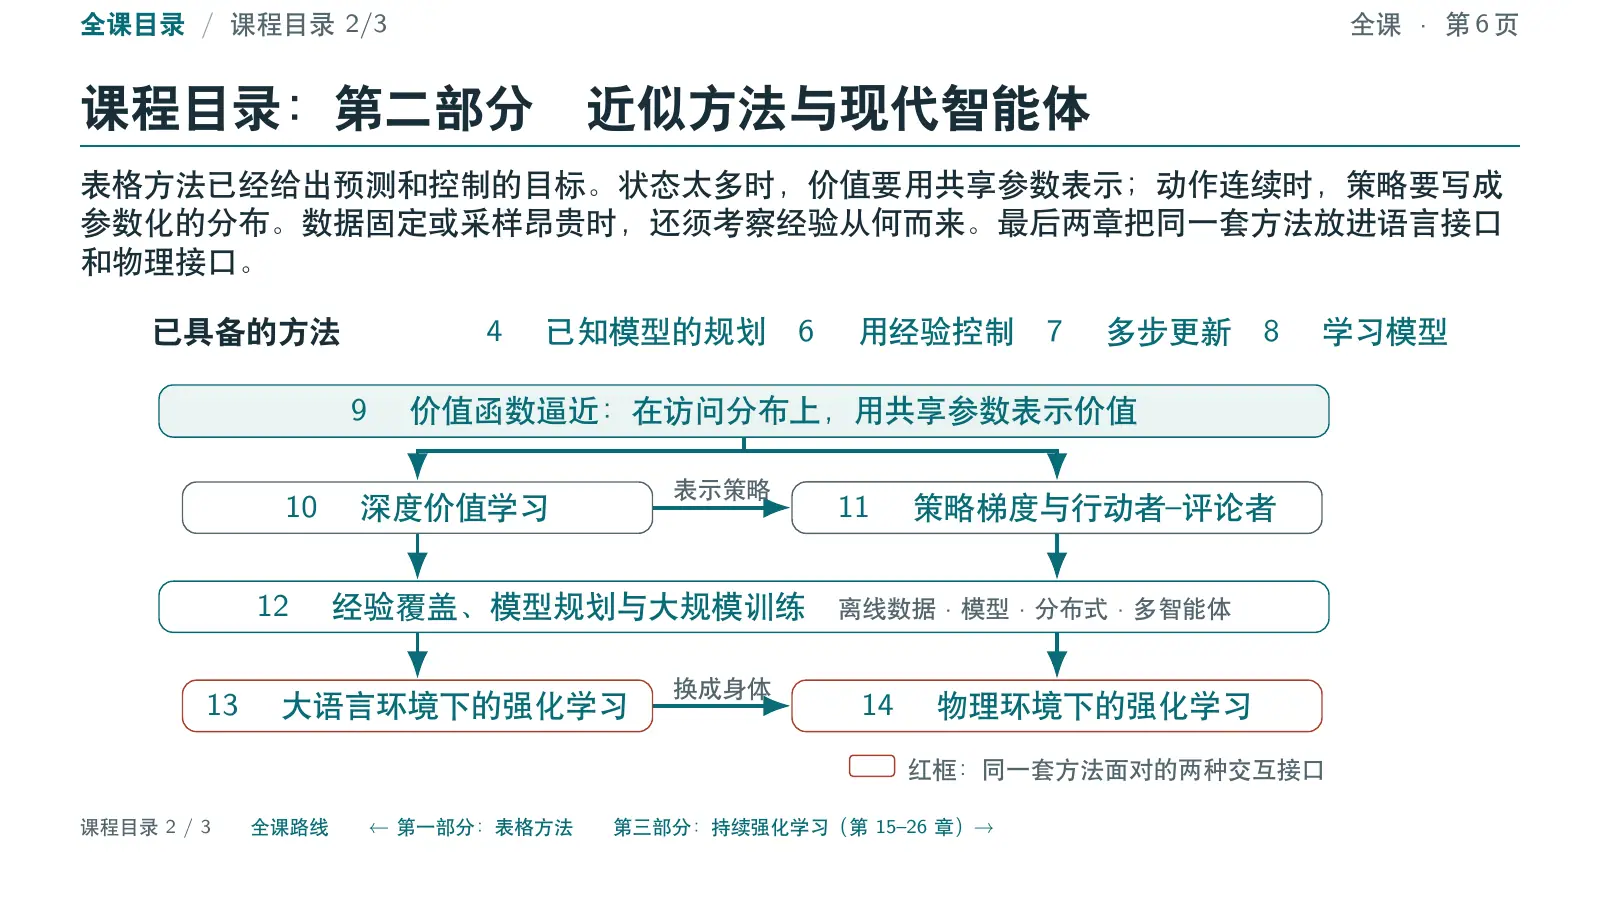 全课目录 / 课程目录 2/3
全课 · 第 6 页
课程目录：第二部分　近似方法与现代智能体
表格方法已经给出预测和控制的目标。状态太多时，价值要用共享参数表示；动作连续时，策略要写成
参数化的分布。数据固定或采样昂贵时，还须考察经验从何而来。最后两章把同一套方法放进语言接口
和物理接口。
已具备的方法　4　已知模型的规划　6　用经验控制　7　多步更新　8　学习模型
9　价值函数逼近：在访问分布上，用共享参数表示价值
10　深度价值学习
表示策略
11　策略梯度与行动者–评论者
12　经验覆盖、模型规划与大规模训练　离线数据 · 模型 · 分布式 · 多智能体
13　大语言环境下的强化学习
换成身体
14　物理环境下的强化学习
红框：同一套方法面对的两种交互接口
课程目录 2 / 3　全课路线　← 第一部分：表格方法　第三部分：持续强化学习（第 15–26 章）→